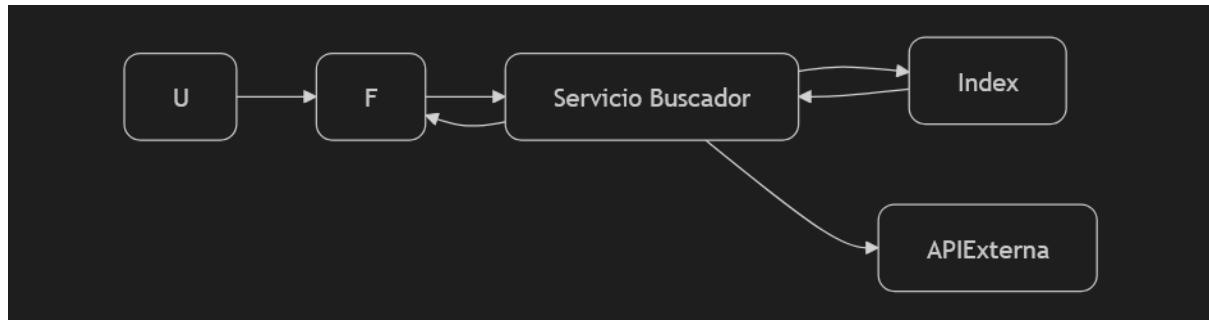 U
F
Servicio Buscador
Index
APIExterna